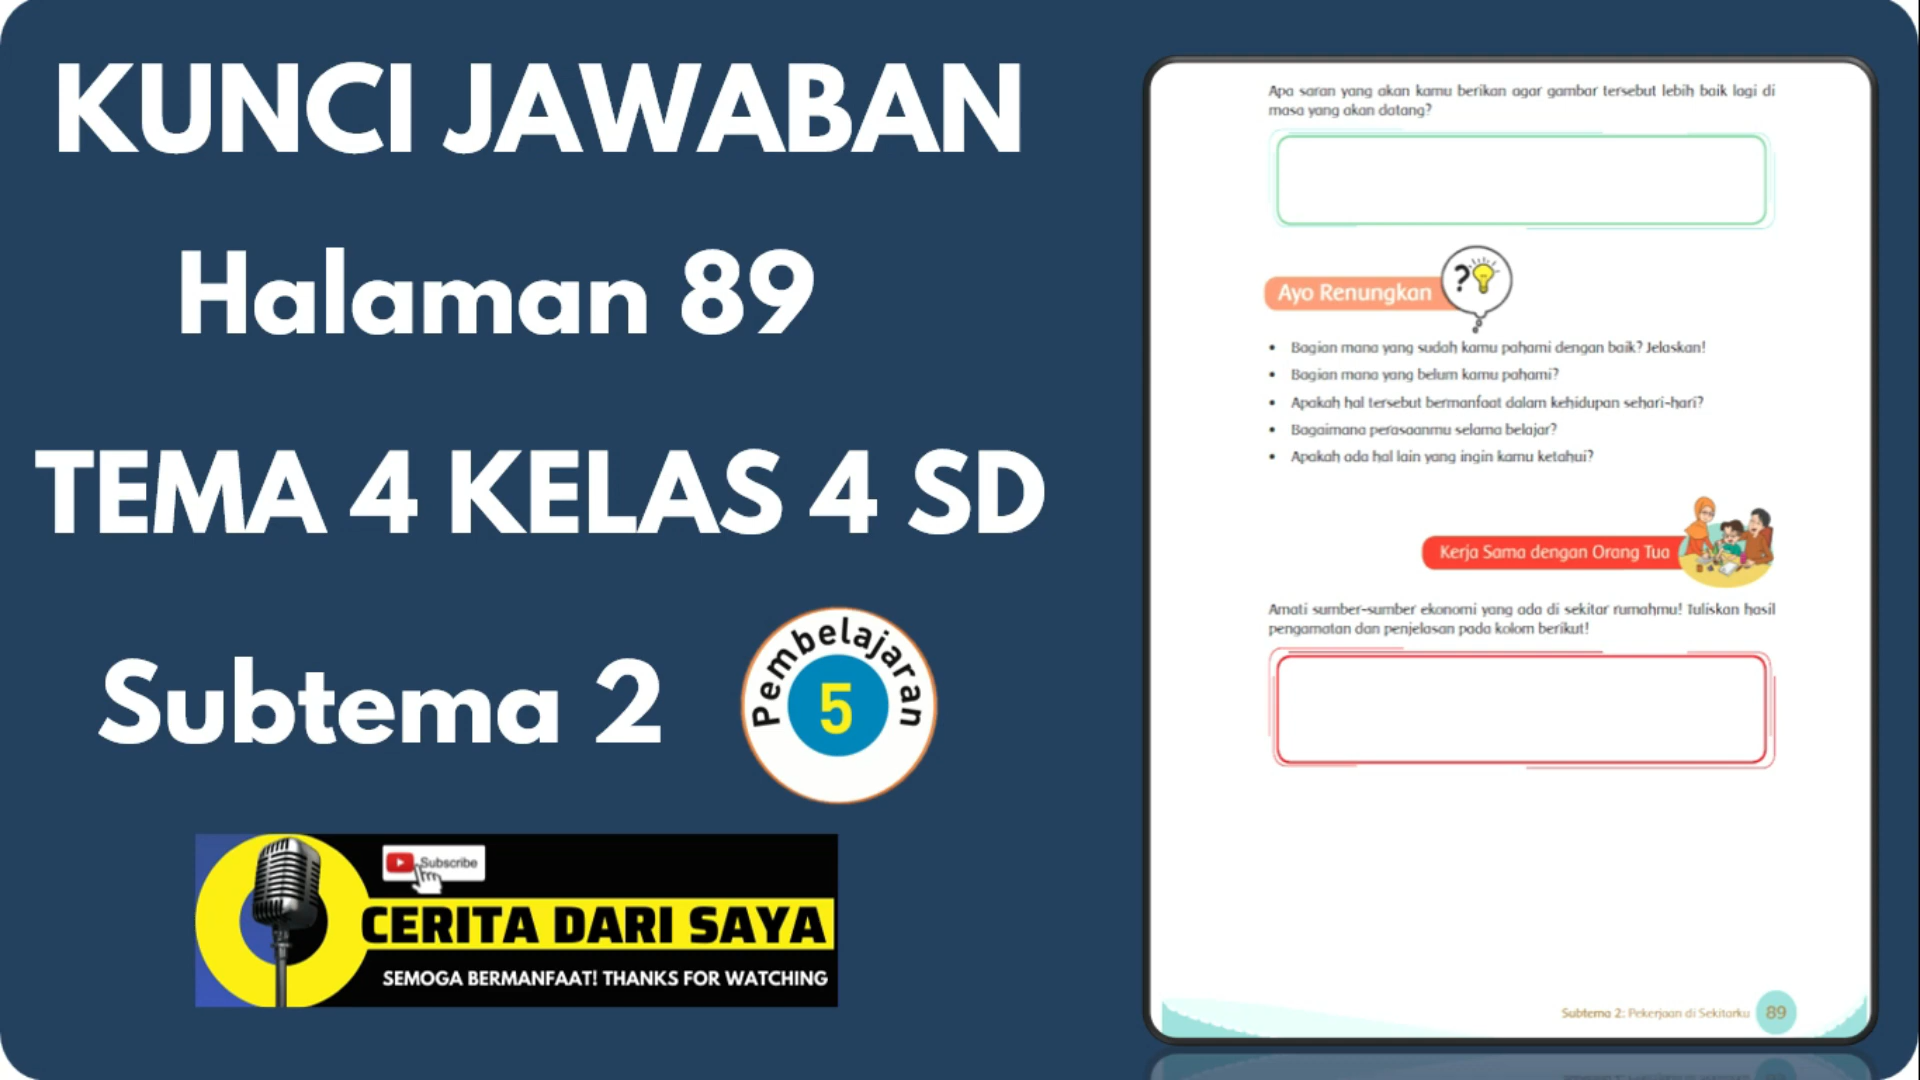 KUNCI JAWABAN
Halaman 89
TEMA 4 KELAS 4 SD
Subtema 2
Pembelajaran
5
Subscribe
CERITA DARI SAYA
SEMOGA BERMANFAAT! THANKS FOR WATCHING
Apa saran yang akan kamu berikan agar gambar tersebut lebih baik lagi di
masa yang akan datang?
?
Ayo Renungkan
• Bagian mana yang sudah kamu pahami dengan baik? Jelaskan!
• Bagian mana yang belum kamu pahami?
• Apakah hal tersebut bermanfaat dalam kehidupan sehari-hari?
• Bagaimana perasaanmu selama belajar?
• Apakah ada hal lain yang ingin kamu ketahui?
Kerja Sama dengan Orang Tua
Amati sumber-sumber ekonomi yang ada di sekitar rumahmu! Tuliskan hasil
pengamatan dan penjelasan pada kolom berikut!
Subtema 2: Pekerjaan di Sekitarku 89